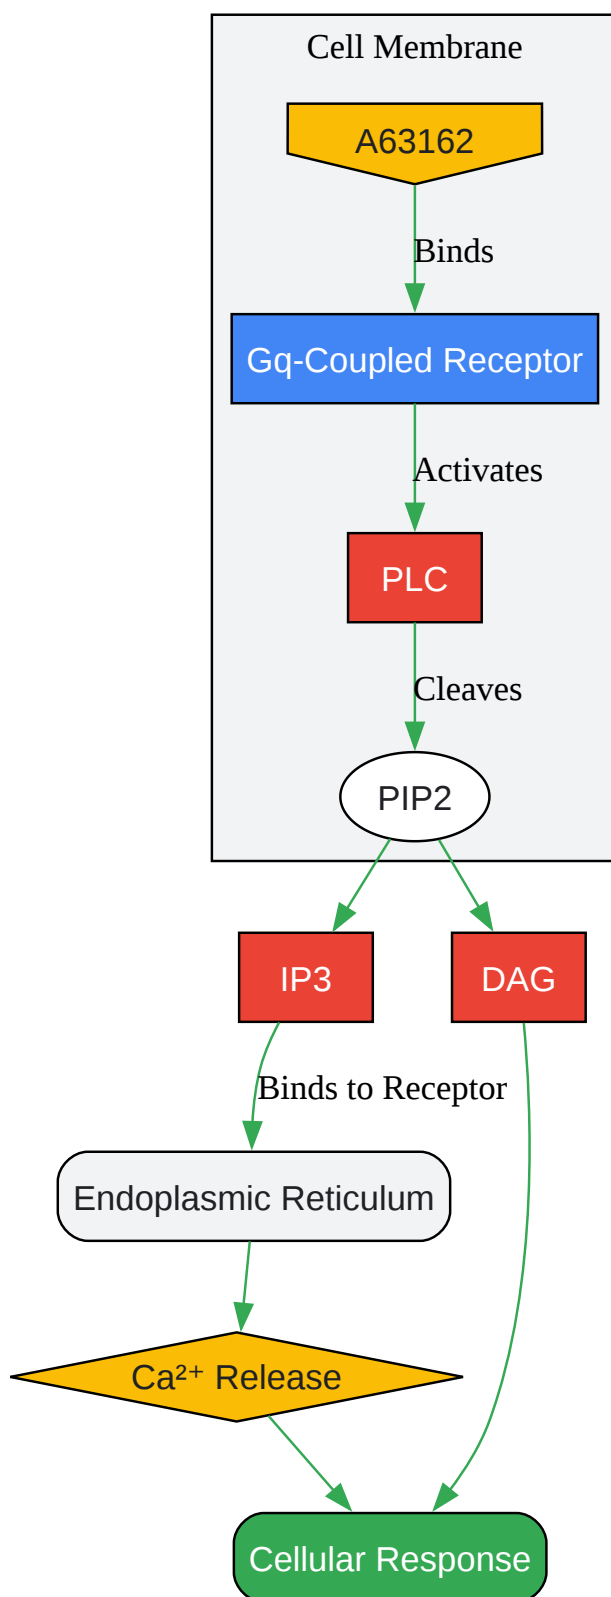 Cell Membrane
A63162
Binds
Gq-Coupled Receptor
Activates
PLC
Cleaves
PIP2
IP3
DAG
Binds to Receptor
Endoplasmic Reticulum
Ca²⁺ Release
Cellular Response